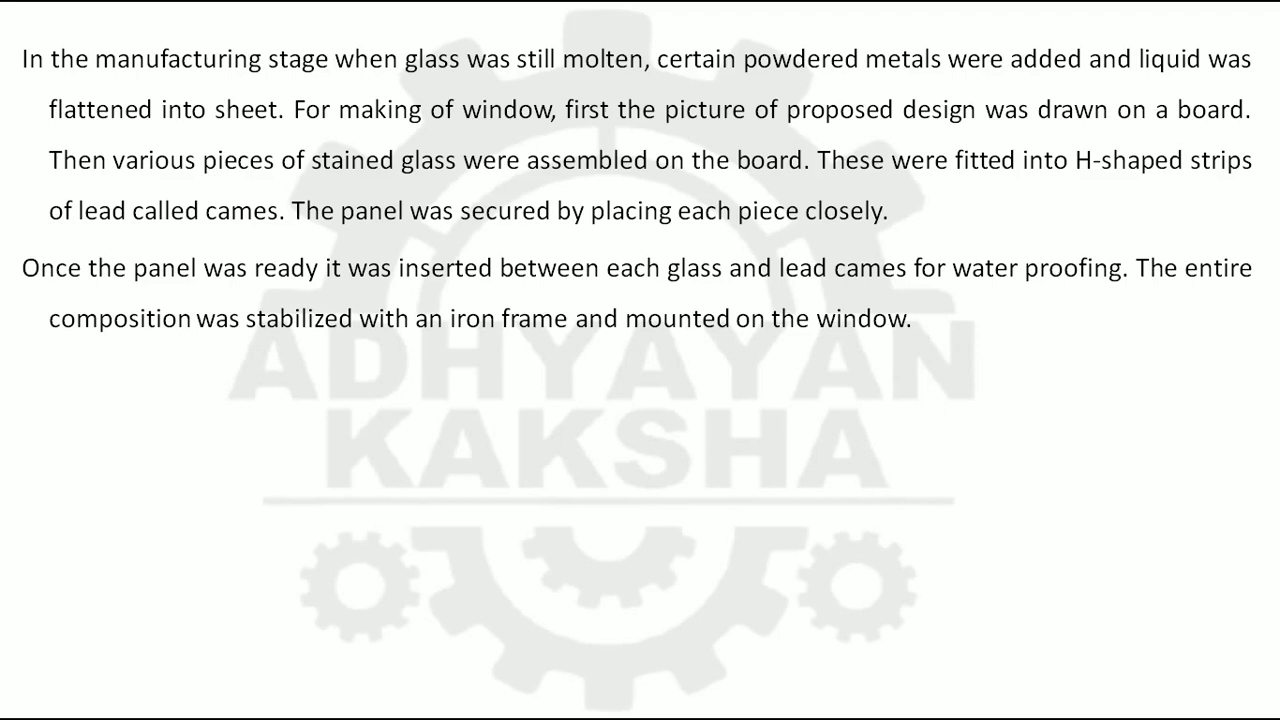 In the manufacturing stage when glass was still molten, certain powdered metals were added and liquid was
flattened into sheet. For making of window, first the picture of proposed design was drawn on a board.
Then various pieces of stained glass were assembled on the board. These were fitted into H-shaped strips
of lead called cames. The panel was secured by placing each piece closely.
Once the panel was ready it was inserted between each glass and lead cames for water proofing. The entire
composition was stabilized with an iron frame and mounted on the window.
ADHYAYAN
KAKSHA